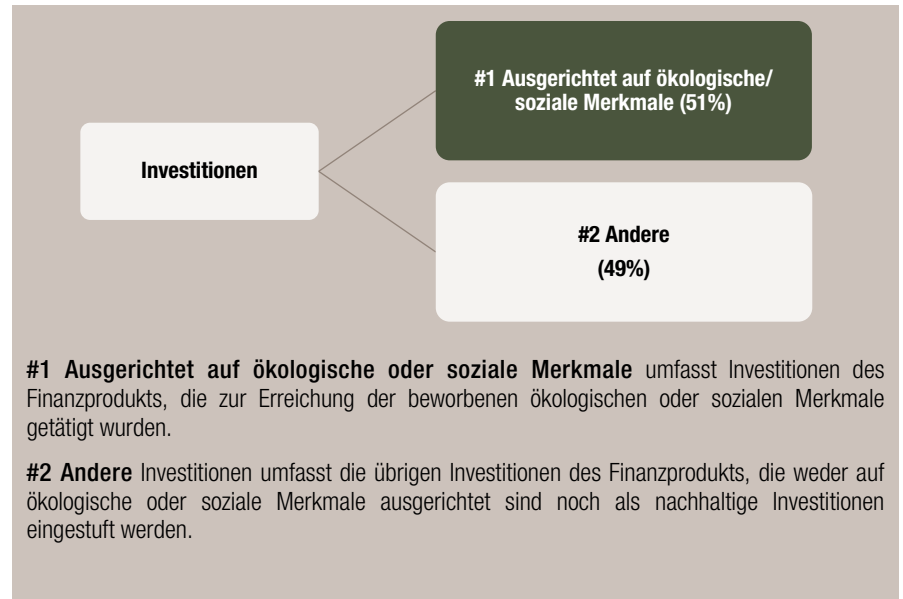 #1 Ausgerichtet auf ökologische/
soziale Merkmale (51%)
Investitionen
#2 Andere
(49%)
#1 Ausgerichtet auf ökologische oder soziale Merkmale umfasst Investitionen des
Finanzprodukts, die zur Erreichung der beworbenen ökologischen oder sozialen Merkmale
getätigt wurden.
#2 Andere Investitionen umfasst die übrigen Investitionen des Finanzprodukts, die weder auf
ökologische oder soziale Merkmale ausgerichtet sind noch als nachhaltige Investitionen
eingestuft werden.